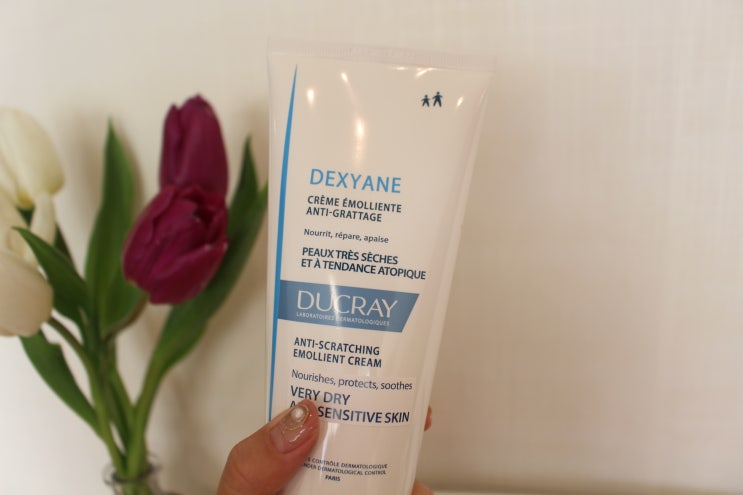 DEXYANE
CRÈME ÉMOLLIENTE
ANTI-GRATTAGE
Nourrit, répare, apaise
PEAUX TRÈS SÈCHES
ET À TENDANCE ATOPIQUE
DUCRAY
LABORATOIRES DERMATOLOGIQUES
ANTI-SCRATCHING
EMOLLIENT CREAM
Nourishes, protects, soothes
VERY DRY
SENSITIVE SKIN
CONTRÔLE DERMATOLOGIQUE
DERMATOLOGICAL CONTROL
PARIS